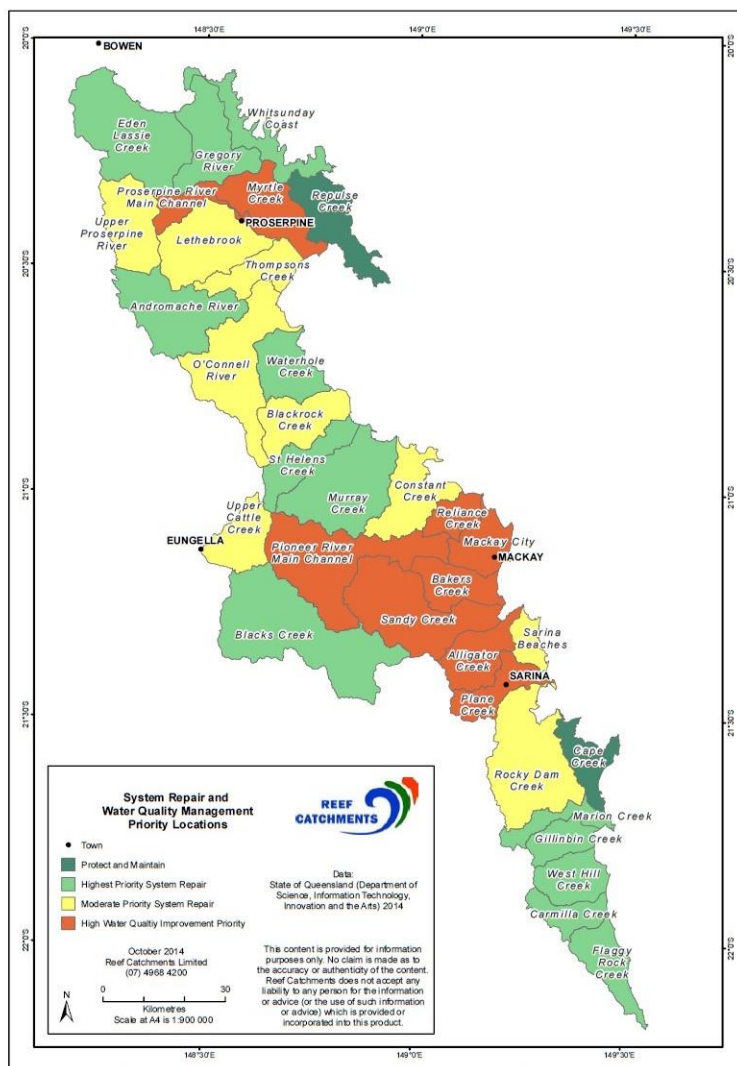 148°30'E
149°0'E
149°30'E
20°0'S
20°0'S
BOWEN
Whitsunday
Coast
Eden
Lassie
Creek
Gregory
River
Proserpine River
Main Channel
Myrtle
Creek
Repulse
Creek
PROSERPINE
Upper
Proserpine
River
Lethebrook
Thompsons
Creek
20°30'S
20°30'S
Andromache River
O'Connell
River
Waterhole
Creek
Blackrock
Creek
St Helens
Creek
21°0'S
21°0'S
Murray
Creek
Constant
Creek
Upper
Cattle
Creek
Reliance
Creek
EUNGELLA
Pioneer River
Main Channel
Mackay City
MACKAY
Bakers
Creek
Sandy Creek
Blacks Creek
Alligator
Creek
Sarina
Beaches
SARINA
Plane
Creek
21°30'S
21°30'S
Cape
Creek
Rocky Dam
Creek
Marion Creek
Gillinbin Creek
West Hill
Creek
Carmilla Creek
Flaggy
Rock
Creek
22°0'S
22°0'S
System Repair and
Water Quality Management
Priority Locations
Town
Protect and Maintain
Highest Priority System Repair
Moderate Priority System Repair
High Water Qualtiy Improvement Priority
October 2014
Reef Catchments Limited
(07) 4968 4200
N
0 30
Kilometres
Scale at A4 is 1:900 000
REEF
CATCHMENTS
Data:
State of Queensland (Department of
Science, Information Technology,
Innovation and the Arts) 2014
This content is provided for information
purposes only. No claim is made as to
the accuracy or authenticity of the content.
Reef Catchments does not accept any
liability to any person for the information
or advice (or the use of such information
or advice) which is provided or
incorporated into this product.
148°30'E
149°0'E
149°30'E